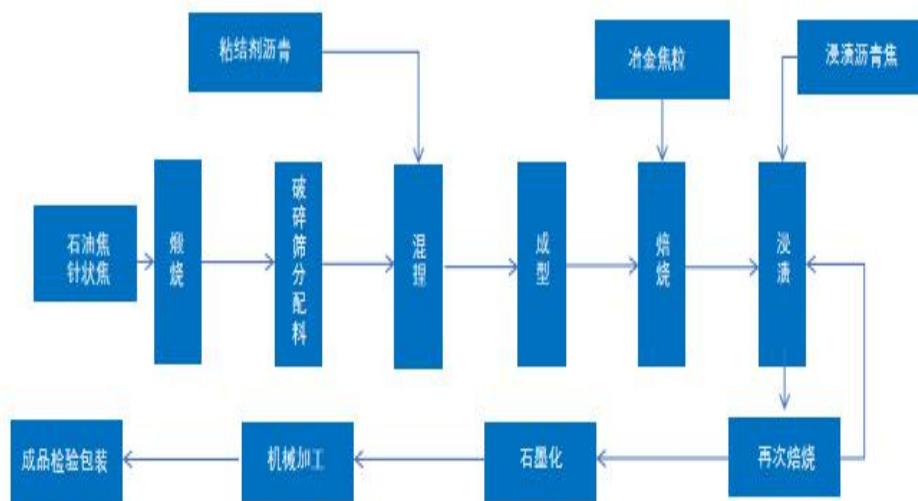 粘结剂沥青
冶金焦粒
浸渍沥青焦
石油焦
针状焦
煅烧
破碎筛分配料
混捏
成型
焙烧
浸渍
成品检验包装
机械加工
石墨化
再次焙烧